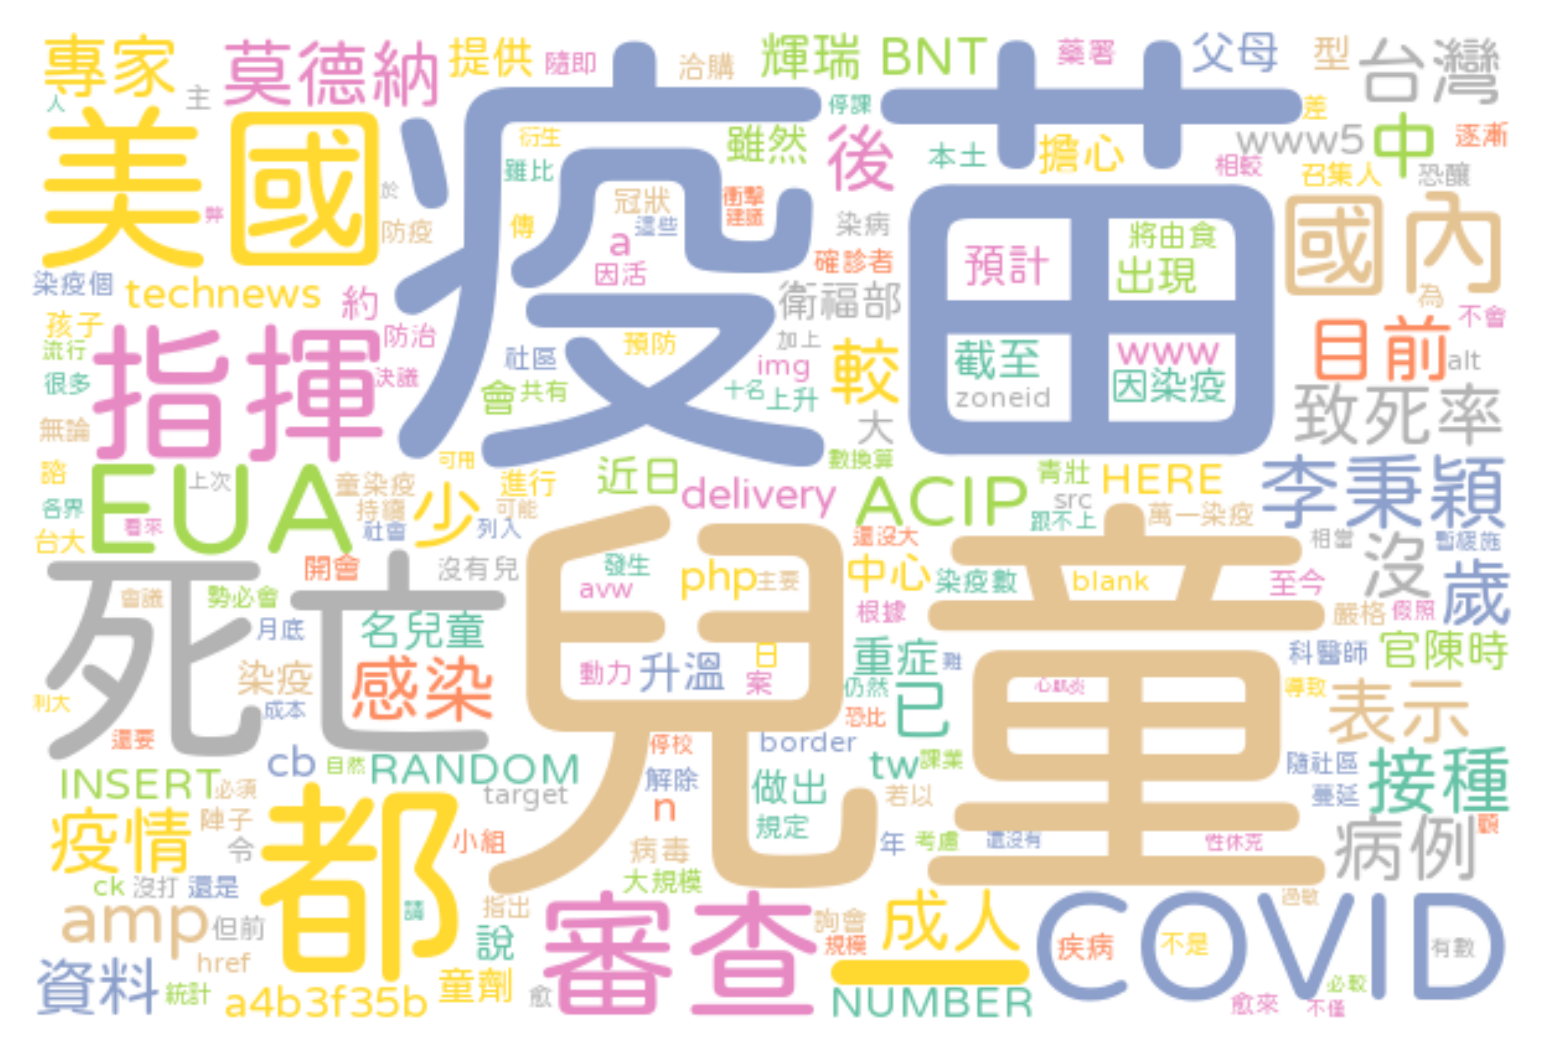 專家 莫德納 提供 隨即 洽購 輝瑞 BNT 藥署 父母 型 台灣
人 主 停課 差
美國 疫苗 衍生 雖然 後 本土 擔心 www5 中 逐漸
於 雖比 相較 召集人 恐釀
弊 防疫 傳 冠狀 這些 衝擊 建議 染病 國內
a 因活 確診者 預計 將由食 出現
染疫個 technews 約 衛福部 為 不會
孩子 指揮 防治 預防 加上 目前
流行 社區 img 較 截至 www alt
很多 決議 會 共有 十名 上升 zoneid 因染疫 致死率
無論 大
可用 數換算
諮 EUA 上次 童染疫 少 進行 近日 delivery ACIP 青壯 HERE 李秉穎
各界 持續 可能 src 萬一染疫
台大 看來 社會 列入 還沒大 跟不上 相當 沒 暫緩施
死亡 開會 沒有兒 兒童 發生 php 主要 中心 染疫數 blank 至今 歲
會議 勢必會 avw 根據 嚴格 假照
月底 名兒童 重症 科醫師 官陳時
染疫 感染 動力 升溫 日 案 仍然 已 心肌炎 導致 表示
利大 成本 恐比
還要 停校 border
cb 自然 RANDOM 解除 做出 tw 課業 隨社區 接種
INSERT 必須 target n 若以 蔓延
疫情 陣子 都 規定 病例
令 小組 病毒 年 考慮 還沒有 性休克
ck 沒打 還是 大規模
amp 但前 請 指出 審查 詢會 成人 COVID 過敏
說 規模 疾病 不是 有數
href
資料 統計 a4b3f35b 童劑 愈 一 NUMBER 必較
愈來 不僅